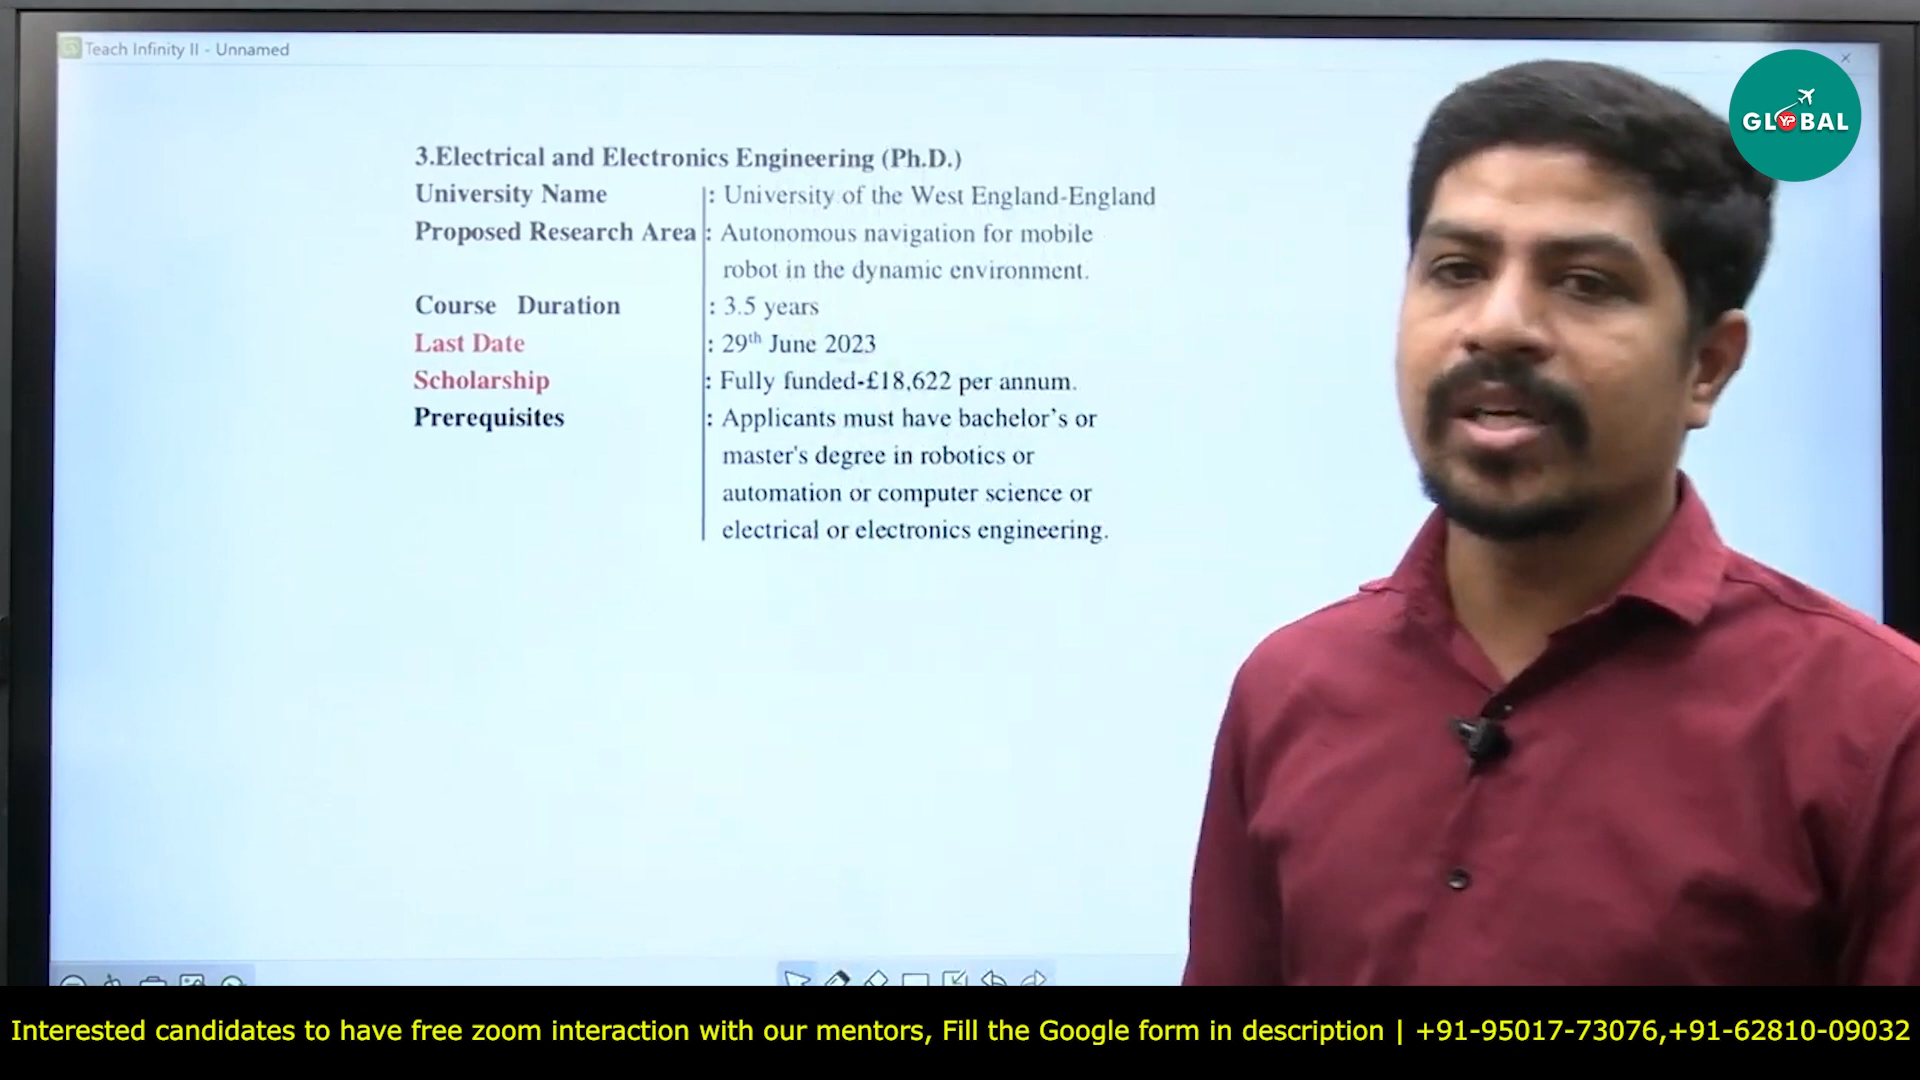 Teach Infinity II - Unnamed
GLYPBAL
3.Electrical and Electronics Engineering (Ph.D.)
University Name : University of the West England-England
Proposed Research Area : Autonomous navigation for mobile
robot in the dynamic environment.
Course Duration : 3.5 years
Last Date : 29th June 2023
Scholarship : Fully funded-£18,622 per annum.
Prerequisites : Applicants must have bachelor’s or
master's degree in robotics or
automation or computer science or
electrical or electronics engineering.
Interested candidates to have free zoom interaction with our mentors, Fill the Google form in description | +91-95017-73076,+91-62810-09032